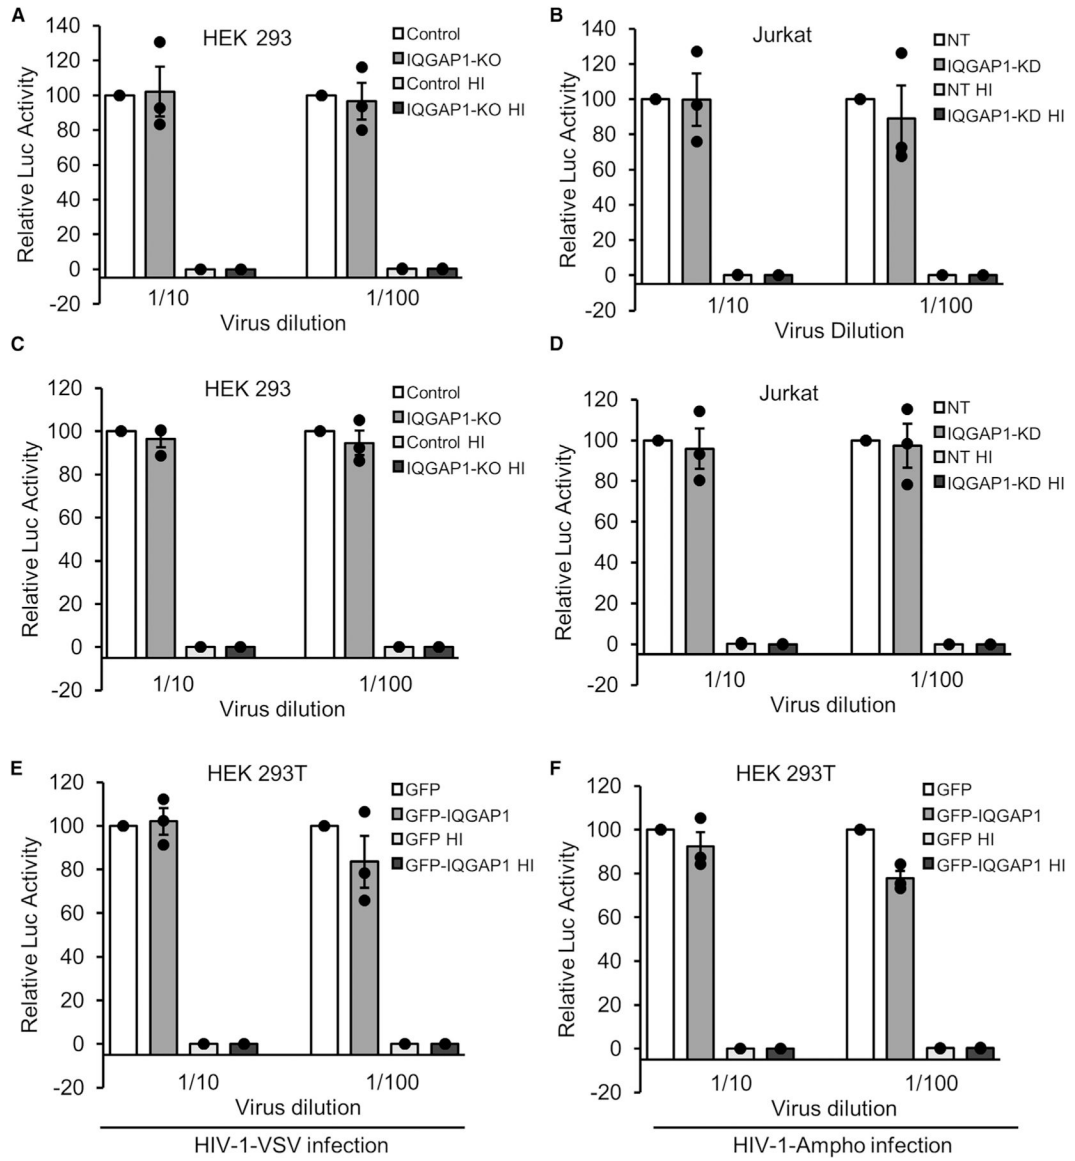 A
HEK 293
140
120
100
80
60
40
20
0
-20
Relative Luc Activity
1/10
1/100
Virus dilution
Control
IQGAP1-KO
Control HI
IQGAP1-KO HI
B
Jurkat
140
120
100
80
60
40
20
0
-20
Relative Luc Activity
1/10
1/100
Virus Dilution
NT
IQGAP1-KD
NT HI
IQGAP1-KD HI
C
HEK 293
120
100
80
60
40
20
0
-20
Relative Luc Activity
1/10
1/100
Virus dilution
Control
IQGAP1-KO
Control HI
IQGAP1-KO HI
D
Jurkat
120
100
80
60
40
20
0
-20
Relative Luc Activity
1/10
1/100
Virus dilution
NT
IQGAP1-KD
NT HI
IQGAP1-KD HI
E
HEK 293T
120
100
80
60
40
20
0
-20
Relative Luc Activity
1/10
1/100
Virus dilution
GFP
GFP-IQGAP1
GFP HI
GFP-IQGAP1 HI
HIV-1-VSV infection
F
HEK 293T
120
100
80
60
40
20
0
-20
Relative Luc Activity
1/10
1/100
Virus dilution
GFP
GFP-IQGAP1
GFP HI
GFP-IQGAP1 HI
HIV-1-Ampho infection